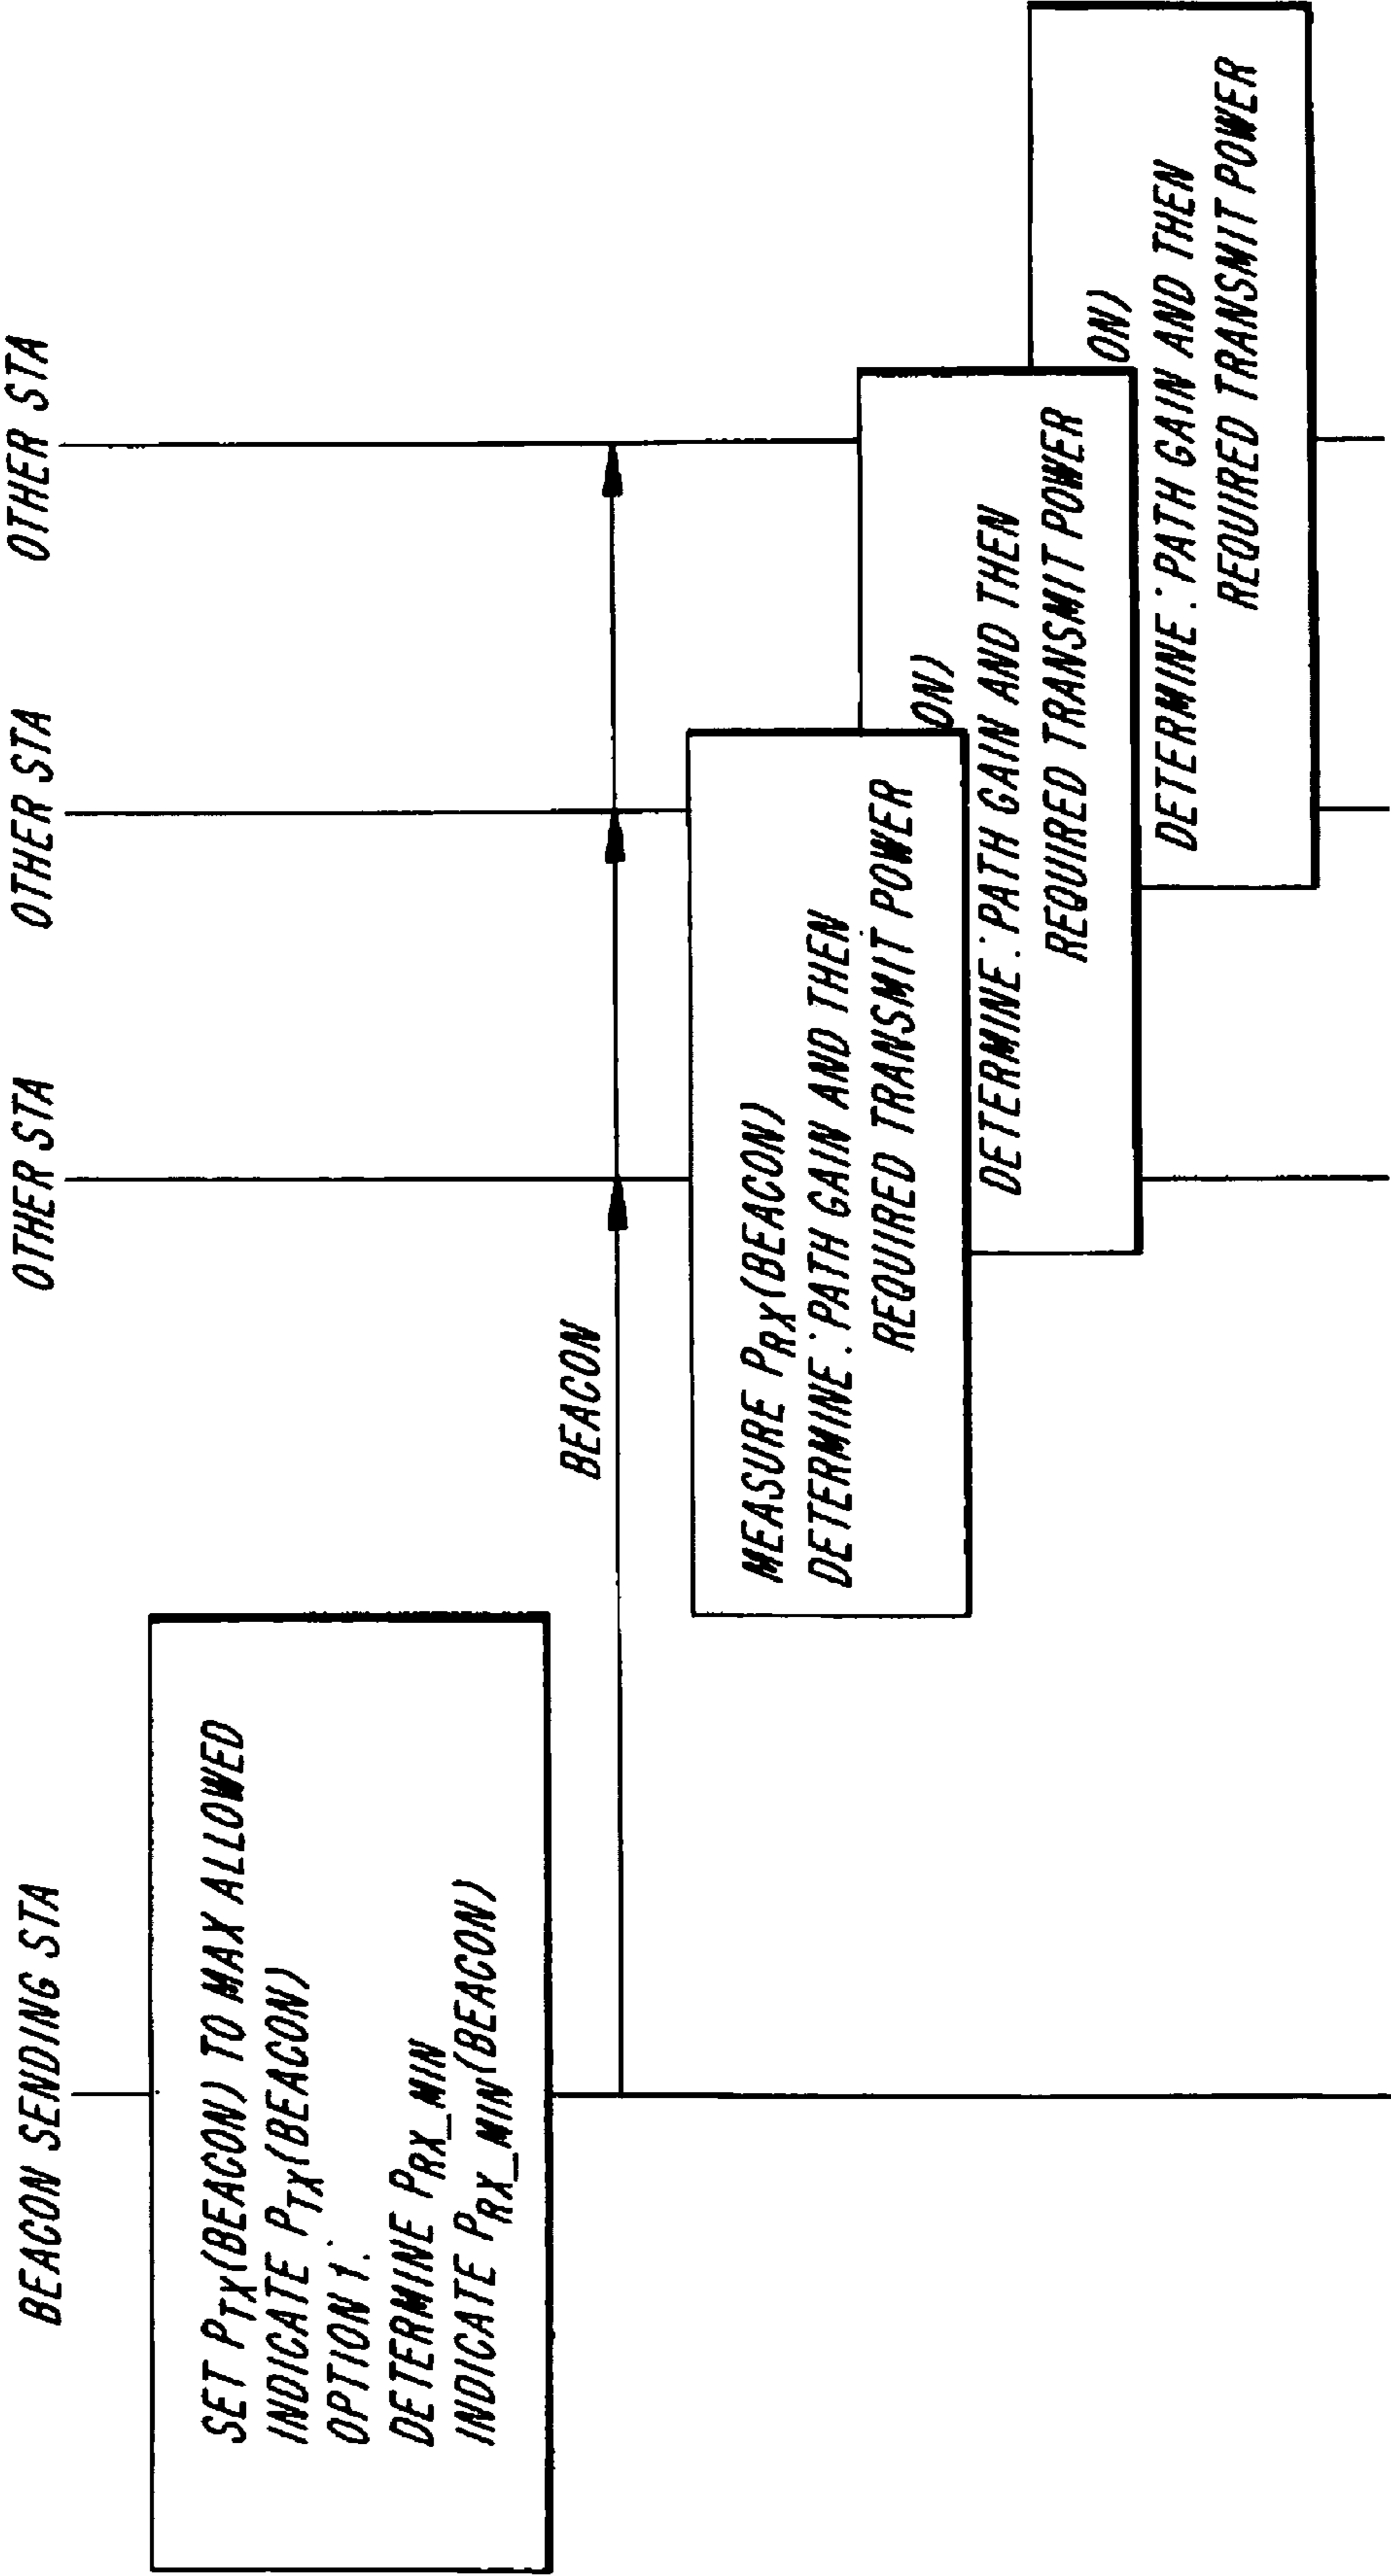 BEACON SENDING STA
OTHER STA
OTHER STA
OTHER STA
SET PTX(BEACON) TO MAX ALLOWED
INDICATE PTX(BEACON)
OPTION 1:
DETERMINE PRX_MIN
INDICATE PRX_MIN(BEACON)
BEACON
MEASURE PRX(BEACON)
DETERMINE: PATH GAIN AND THEN
REQUIRED TRANSMIT POWER
ON)
DETERMINE: PATH GAIN AND THEN
REQUIRED TRANSMIT POWER
ON)
DETERMINE: PATH GAIN AND THEN
REQUIRED TRANSMIT POWER